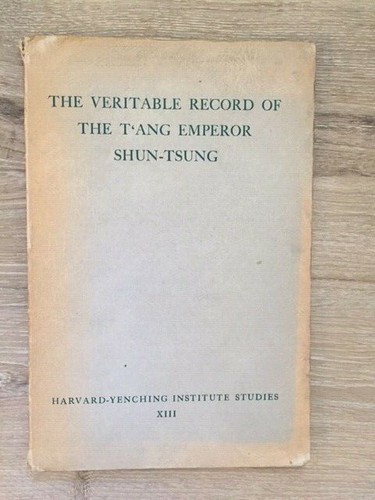 THE VERITABLE RECORD OF
THE T‘ANG EMPEROR
SHUN-TSUNG
HARVARD-YENCHING INSTITUTE STUDIES
XIII